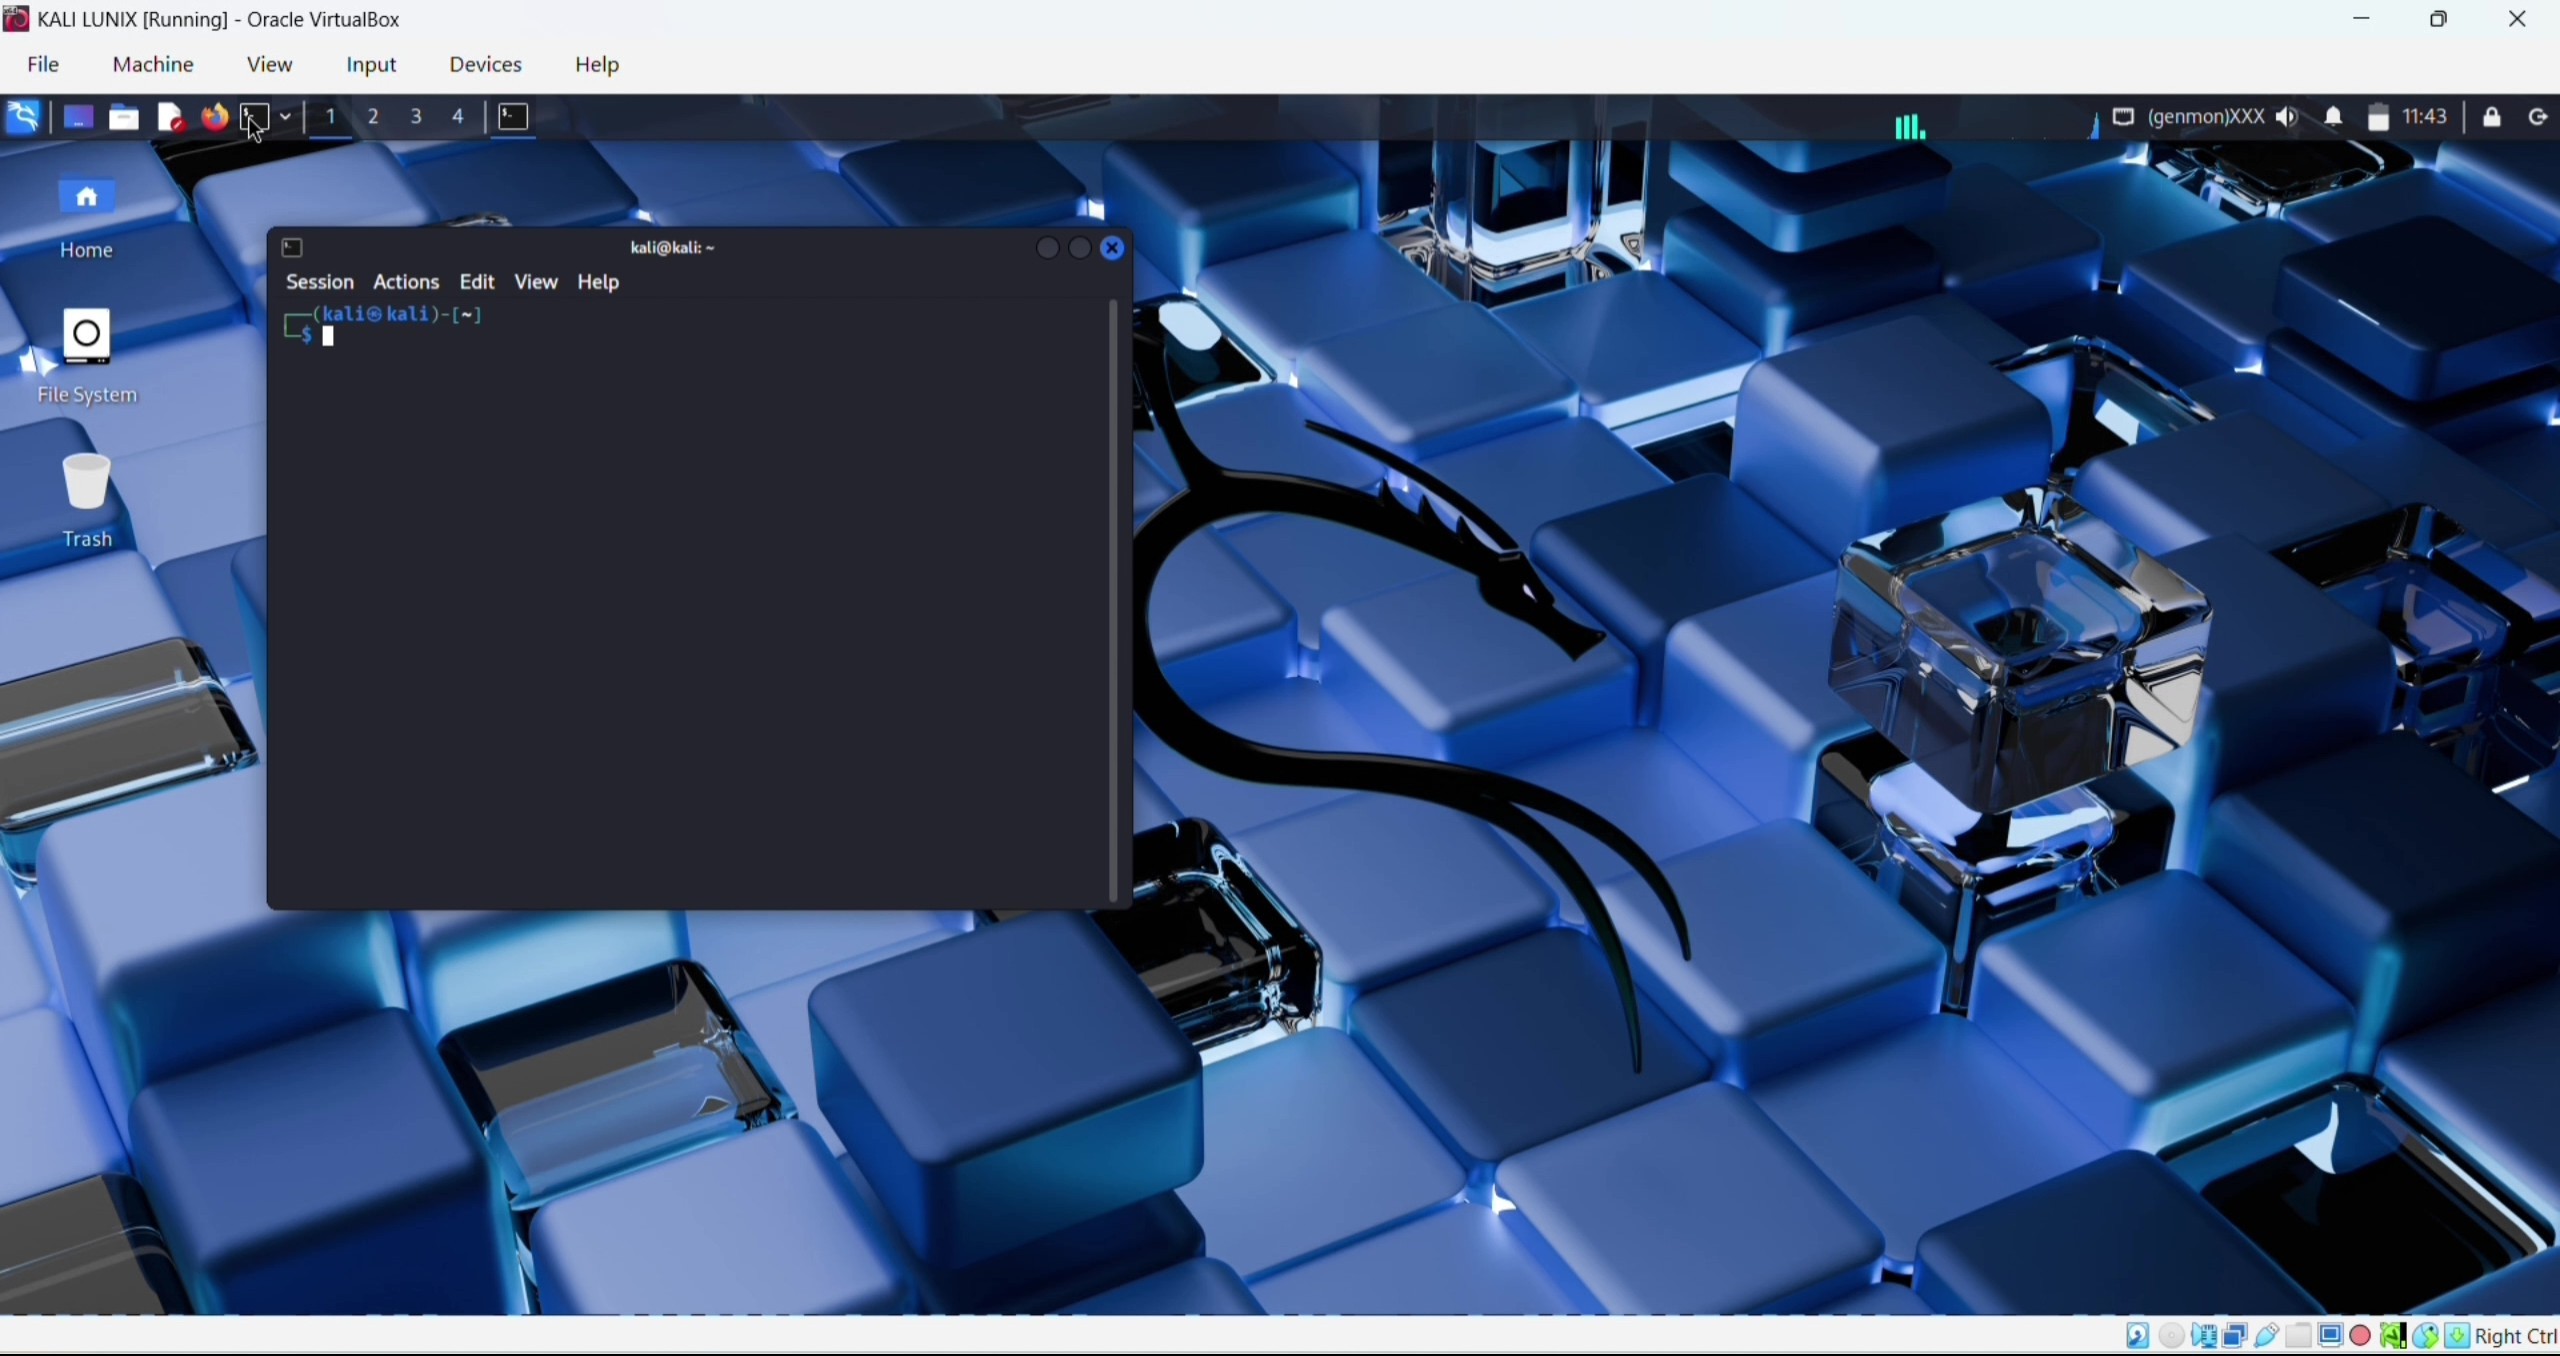 KALI LUNIX [Running] - Oracle VirtualBox
File Machine View Input Devices Help
1 2 3 4 (genmon)XXX 11:43
Home
File System
Trash
kali@kali: ~
Session Actions Edit View Help
┌──(kali㉿kali)-[~]
└─$
Right Ctrl